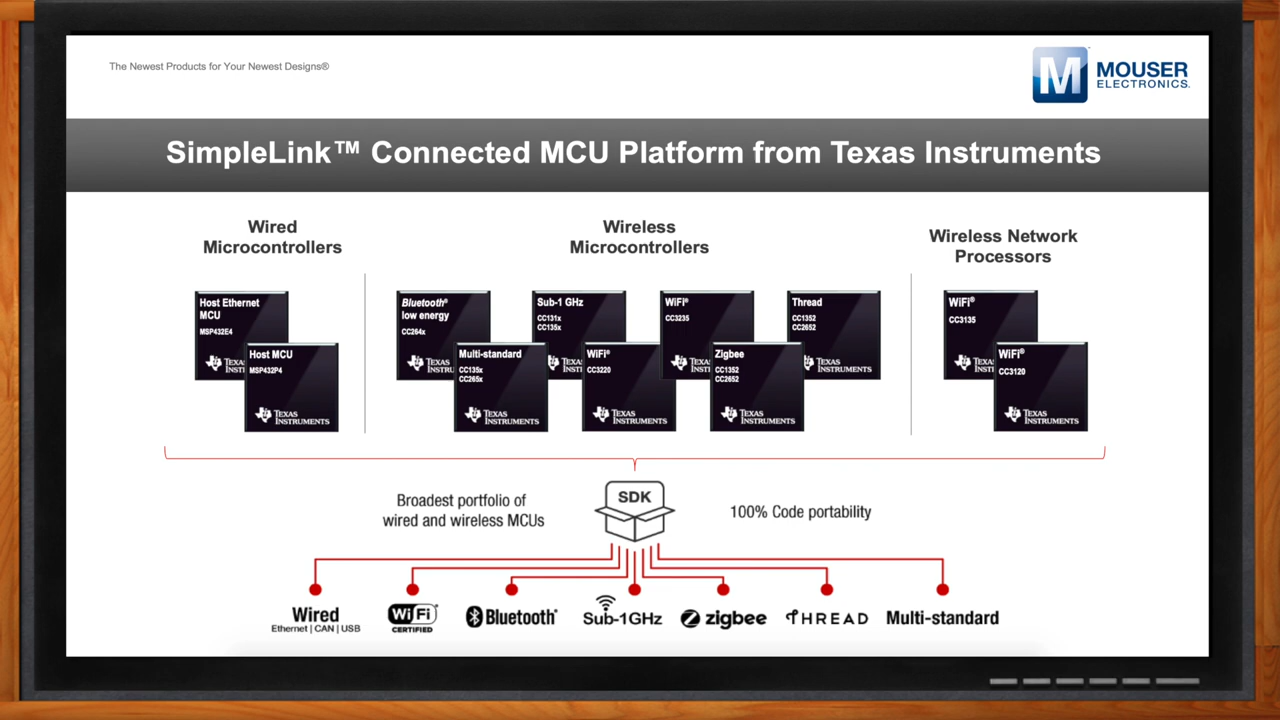 The Newest Products for Your Newest Designs®
M MOUSER
ELECTRONICS.
SimpleLink™ Connected MCU Platform from Texas Instruments
Wired
Microcontrollers
Wireless
Microcontrollers
Wireless Network
Processors
Host Ethernet
MCU
MSP432E4
Host MCU
MSP432P4
TEXAS
INSTRUMENTS
Bluetooth®
low energy
CC264x
Multi-standard
CC135x
CC265x
TEXAS
INSTRUMENTS
Sub-1 GHz
CC131x
CC135x
WiFi®
CC3220
TEXAS
INSTRUMENTS
WiFi®
CC3235
Zigbee
CC1352
CC2652
TEXAS
INSTRUMENTS
Thread
CC1352
CC2652
TEXAS
INSTRUMENTS
WiFi®
CC3135
WiFi®
CC3120
TEXAS
INSTRUMENTS
Broadest portfolio of
wired and wireless MCUs
SDK
100% Code portability
Wired
Ethernet | CAN | USB
WiFi®
CERTIFIED
Bluetooth®
Sub-1GHz
zigbee
THREAD
Multi-standard